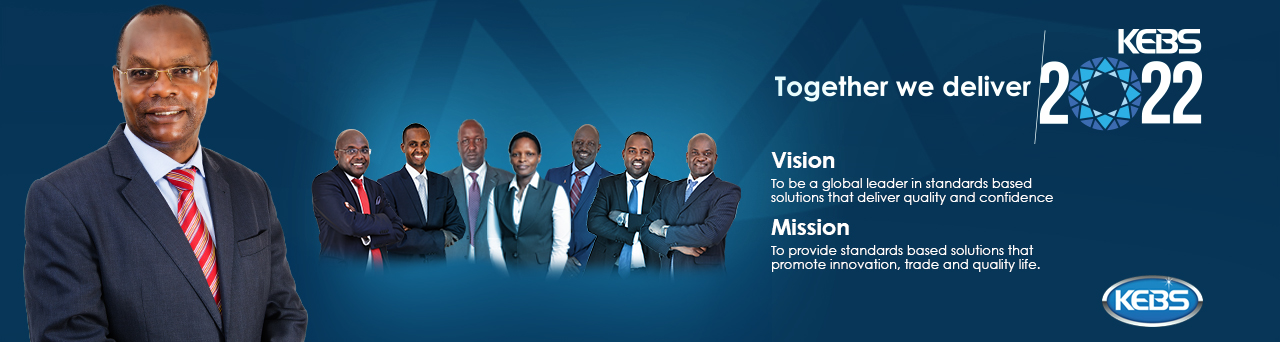 KEBS
Together we deliver 2022
Vision
To be a global leader in standards based
solutions that deliver quality and confidence
Mission
To provide standards based solutions that
promote innovation, trade and quality life.
KEBS